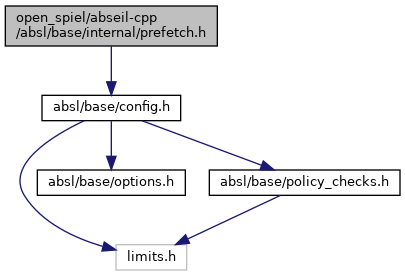 open_spiel/abseil-cpp
/absl/base/internal/prefetch.h
absl/base/config.h
absl/base/options.h
absl/base/policy_checks.h
limits.h